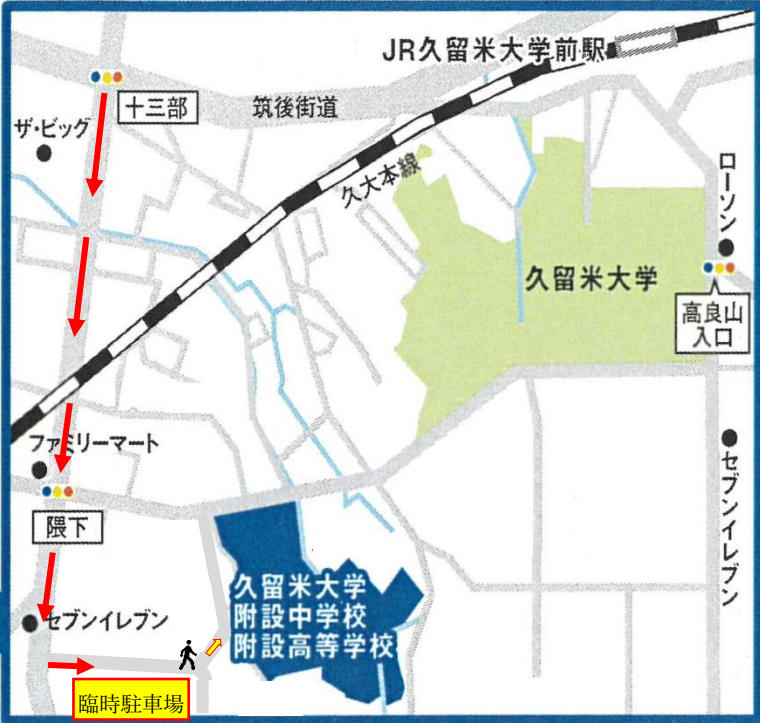 JR久留米大学前駅
十三部
筑後街道
ザ・ビッグ
久大本線
ローソン
久留米大学
高良山
入口
ファミリーマート
隈下
セブンイレブン
久留米大学
附設中学校
附設高等学校
セブンイレブン
臨時駐車場